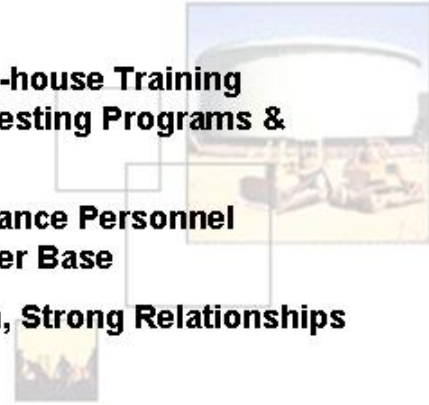 -house Training
esting Programs &
ance Personnel
er Base
, Strong Relationships